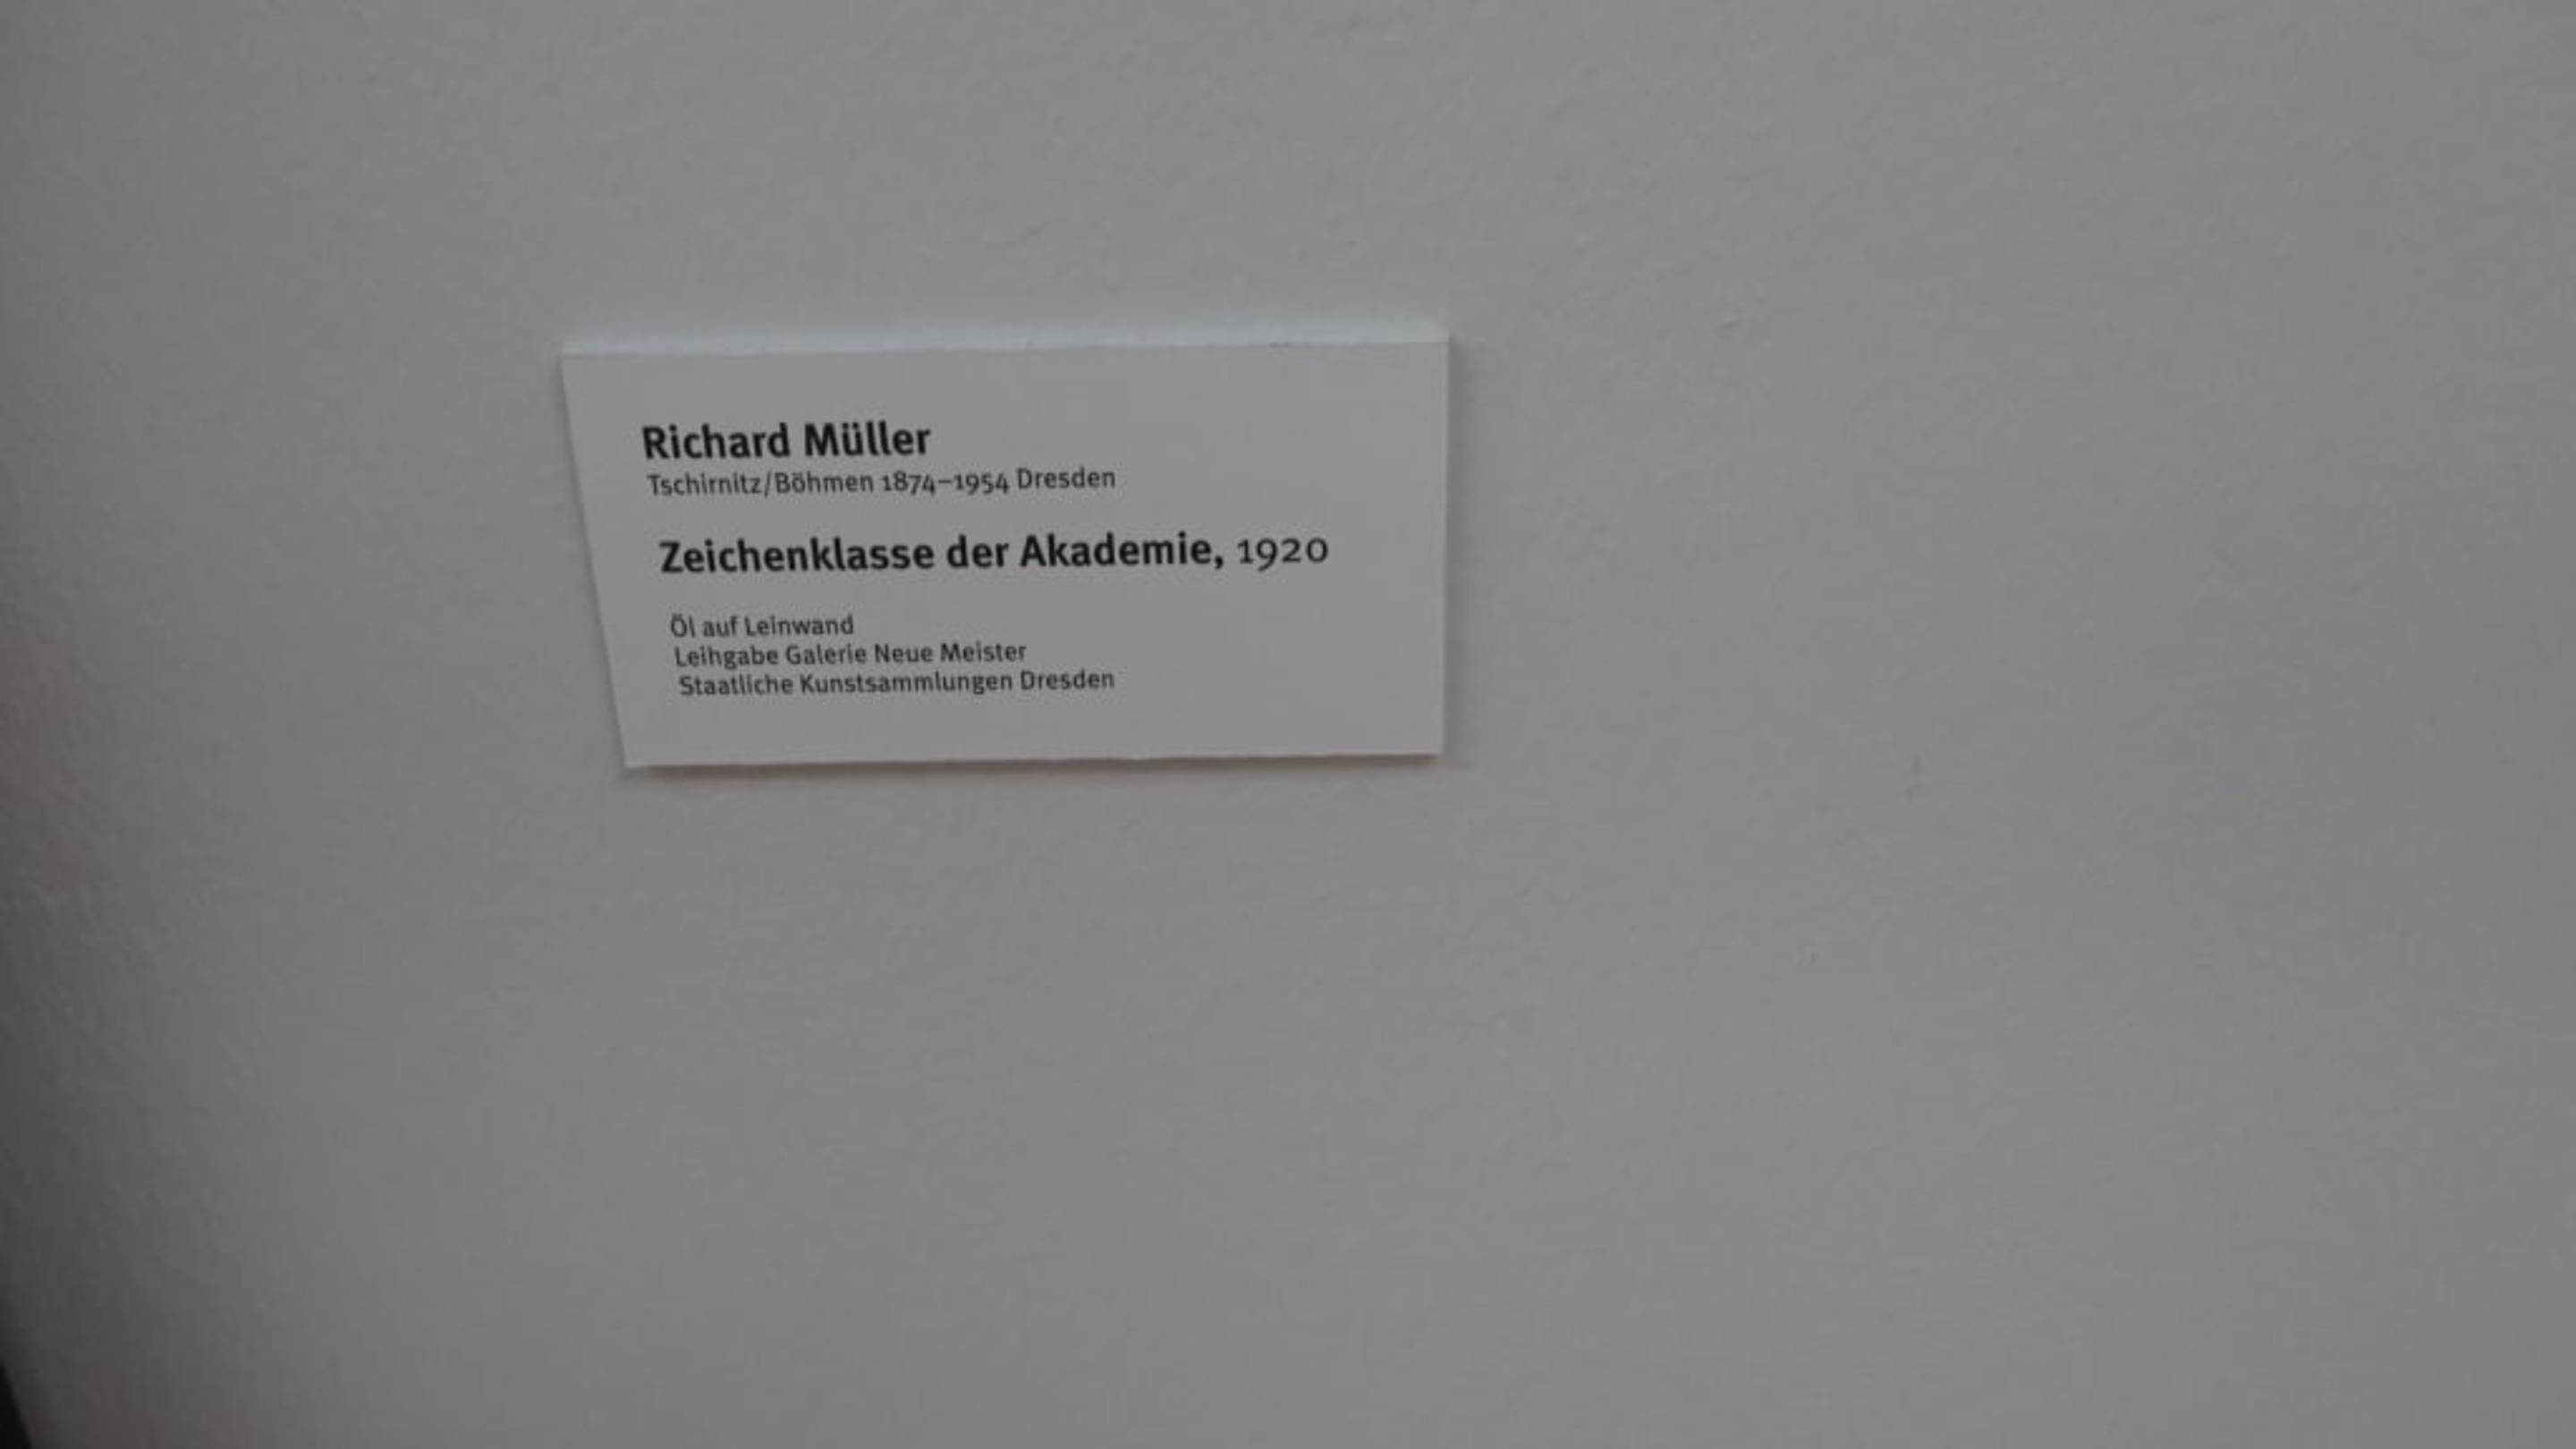 Richard Müller
Tschirnitz/Böhmen 1874–1954 Dresden
Zeichenklasse der Akademie, 1920
Öl auf Leinwand
Leihgabe Galerie Neue Meister
Staatliche Kunstsammlungen Dresden